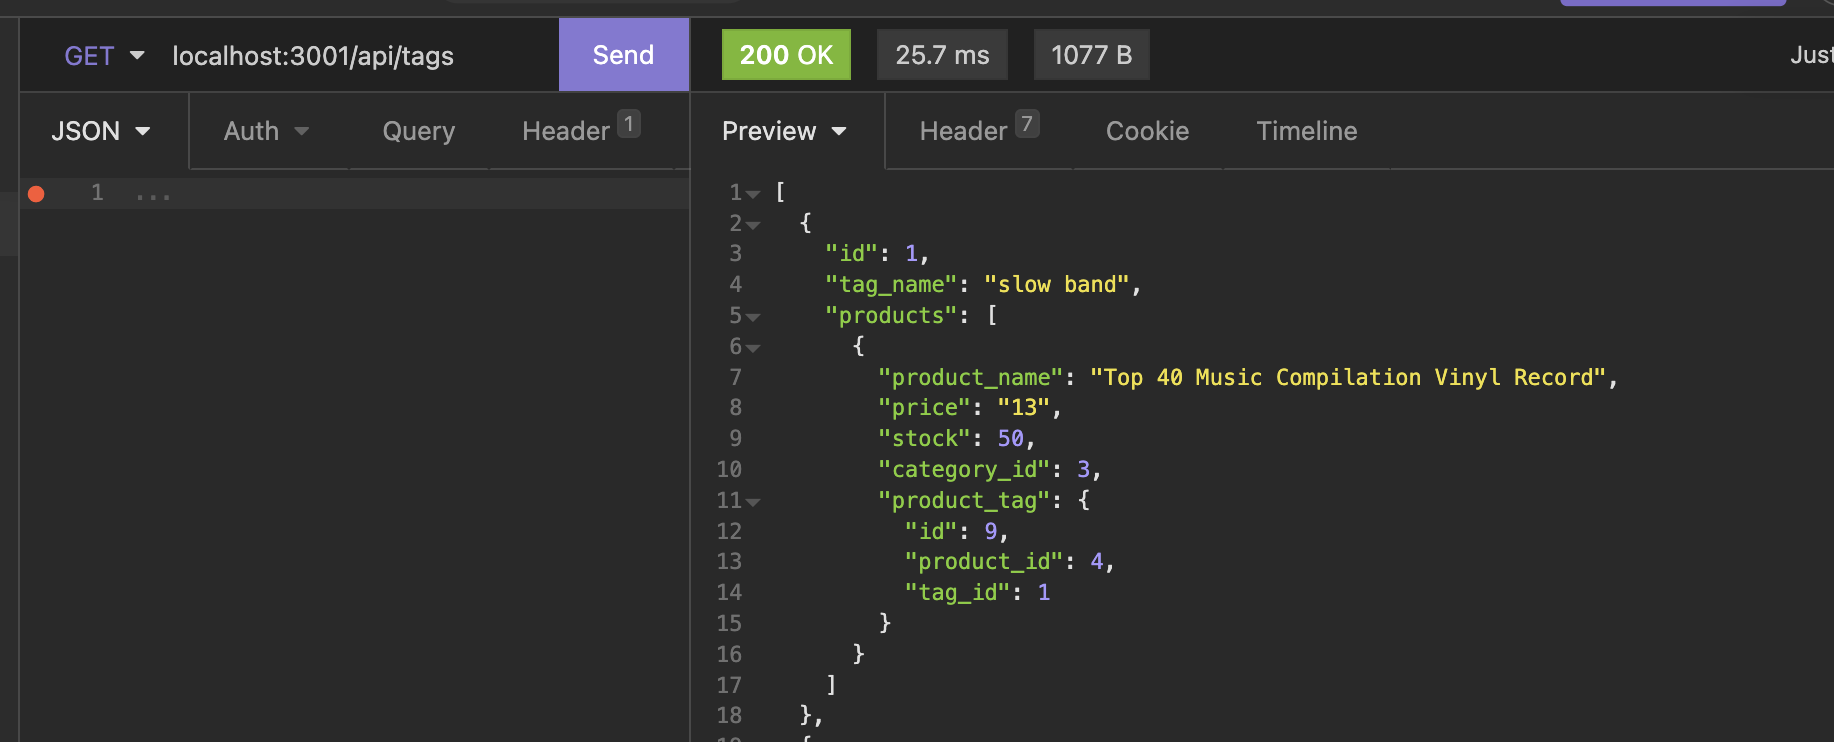 GET localhost:3001/api/tags Send 200 OK 25.7 ms 1077 B Just
JSON Auth Query Header 1 Preview Header 7 Cookie Timeline
1 ...
1 [
2 {
3 "id": 1,
4 "tag_name": "slow band",
5 "products": [
6 {
7 "product_name": "Top 40 Music Compilation Vinyl Record",
8 "price": "13",
9 "stock": 50,
10 "category_id": 3,
11 "product_tag": {
12 "id": 9,
13 "product_id": 4,
14 "tag_id": 1
15 }
16 }
17 ]
18 },